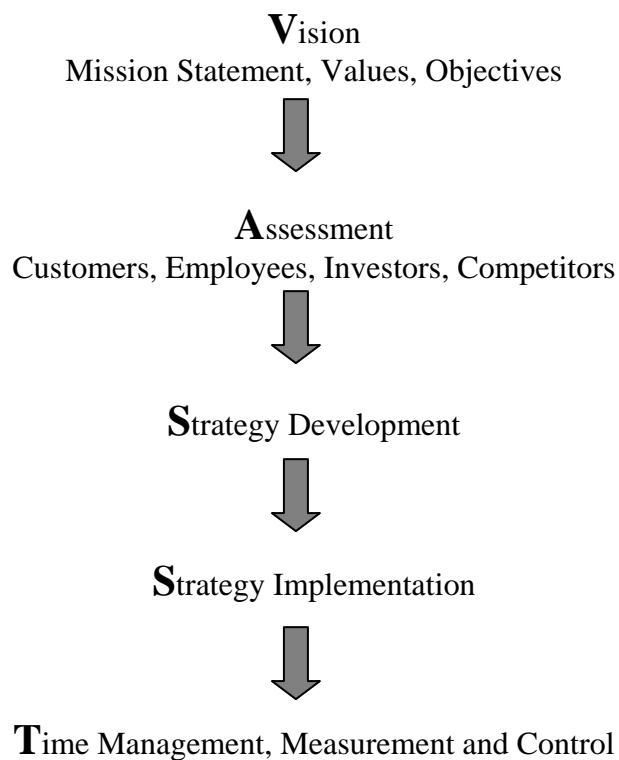 Vision
Mission Statement, Values, Objectives
Assessment
Customers, Employees, Investors, Competitors
Strategy Development
Strategy Implementation
Time Management, Measurement and Control